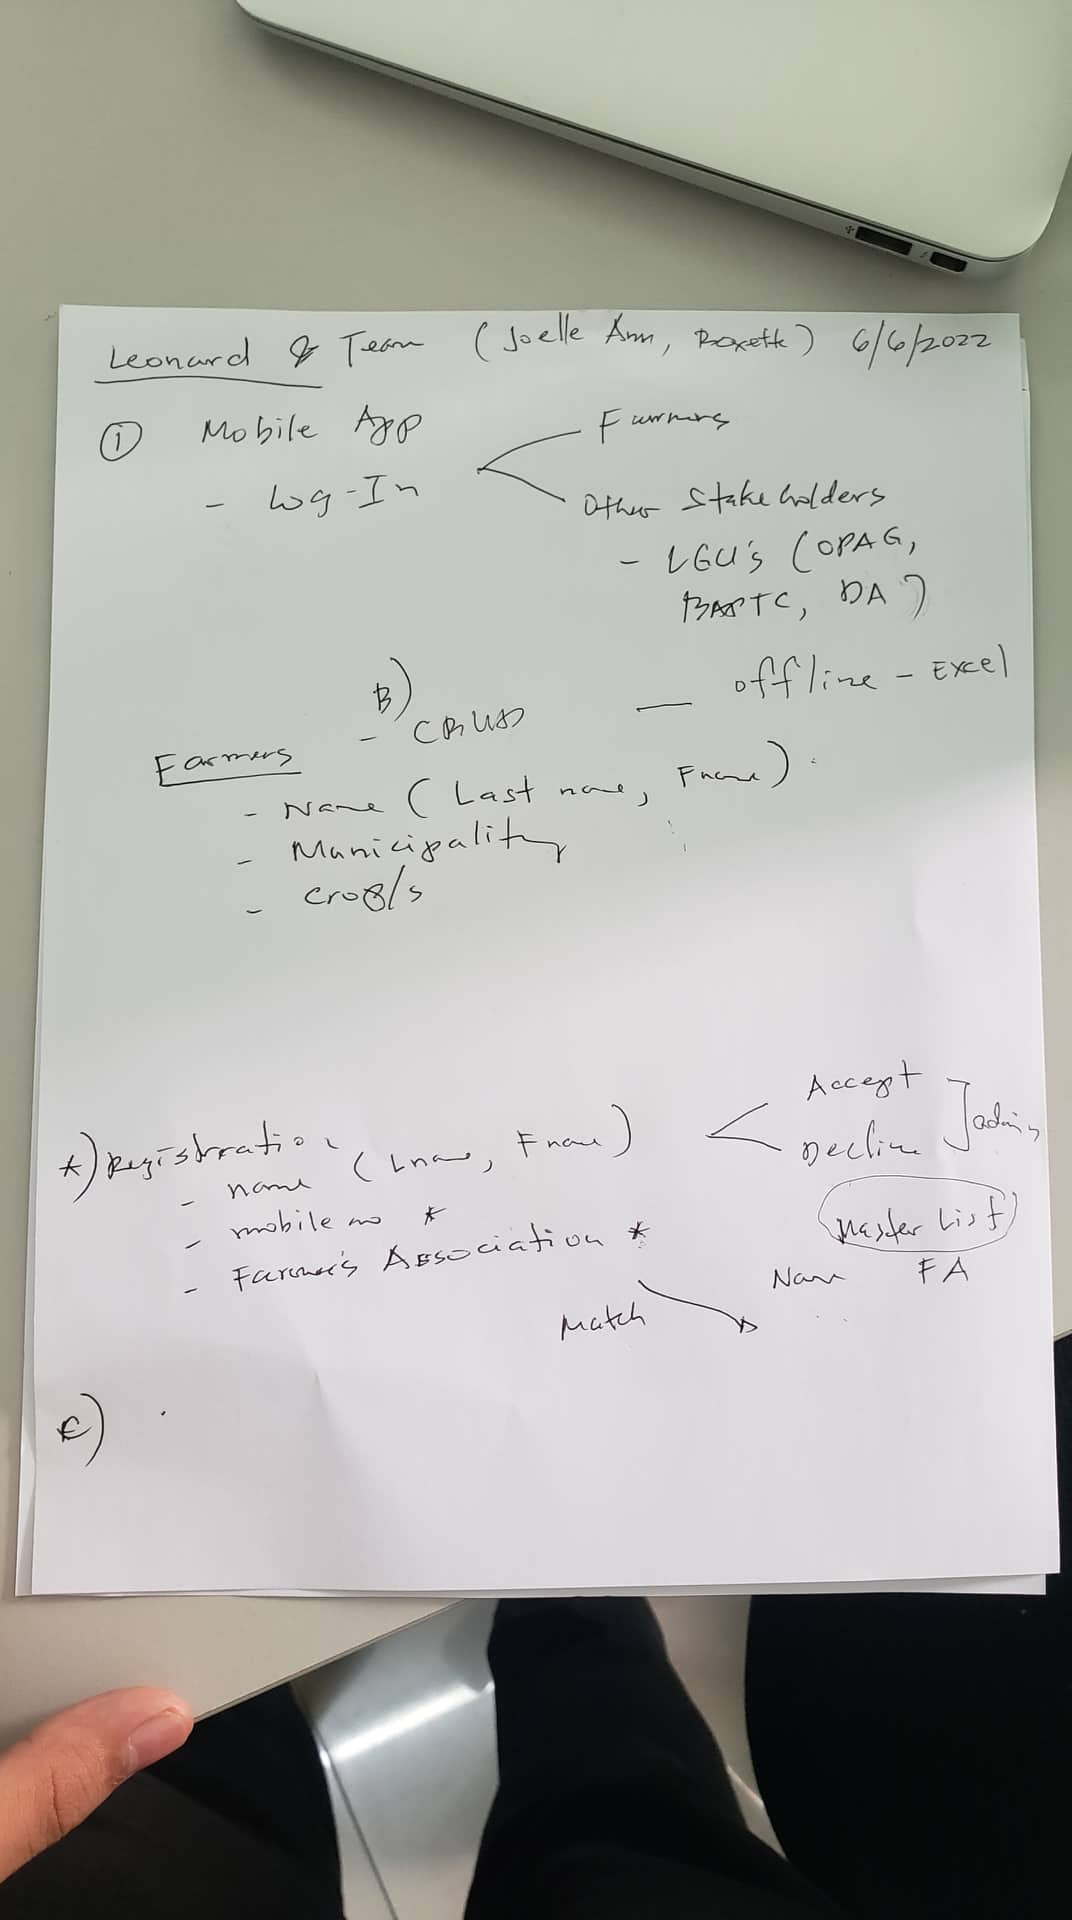 Leonard & Team (Joelle Ann, Roxette) 6/6/2022
① Mobile App
- Log-In
Farmers
Other Stakeholders
- LGU's (OPAG,
BAPTC, DA)
B)
- CRUD — offline - Excel
Farmers
- Name (Last name, Fname)
- Municipality
- Crop/s
*) Registration
- name (Lname, Fname)
- mobile no *
- Farmer's Association *
Accept
Decline
] admin
Master List
Name FA
Match
C)